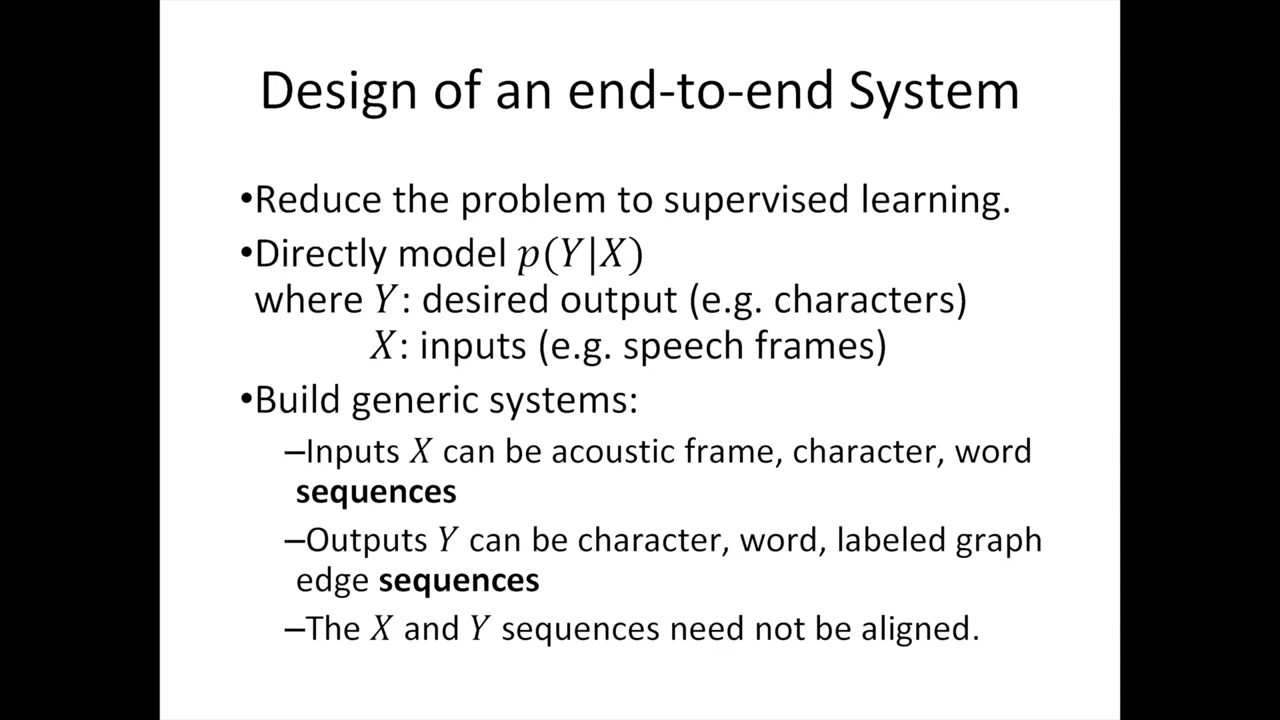 Design of an end-to-end System
•Reduce the problem to supervised learning.
•Directly model p(Y|X)
where Y: desired output (e.g. characters)
X: inputs (e.g. speech frames)
•Build generic systems:
–Inputs X can be acoustic frame, character, word
sequences
–Outputs Y can be character, word, labeled graph
edge sequences
–The X and Y sequences need not be aligned.